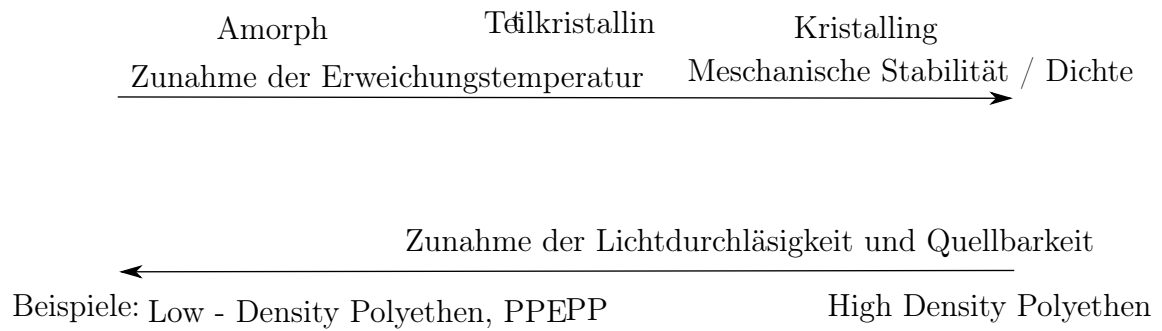 Amorph Teilkristallin Kristalling
Zunahme der Erweichungstemperatur Meschanische Stabilität / Dichte
Zunahme der Lichtdurchläsigkeit und Quellbarkeit
Beispiele: Low - Density Polyethen, High Density Polyethen